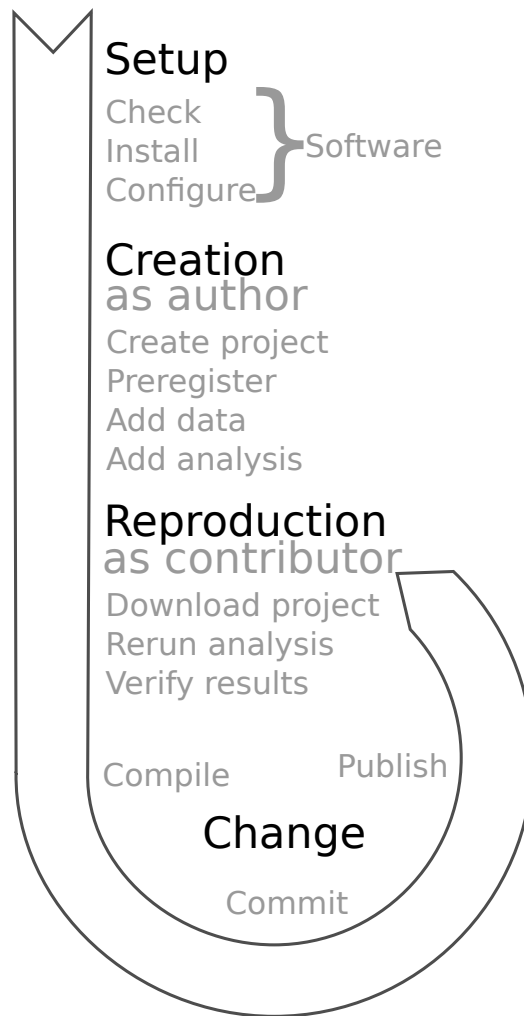 Setup
Check
Install
Configure
Software
Creation
as author
Create project
Preregister
Add data
Add analysis
Reproduction
as contributor
Download project
Rerun analysis
Verify results
Compile
Publish
Change
Commit